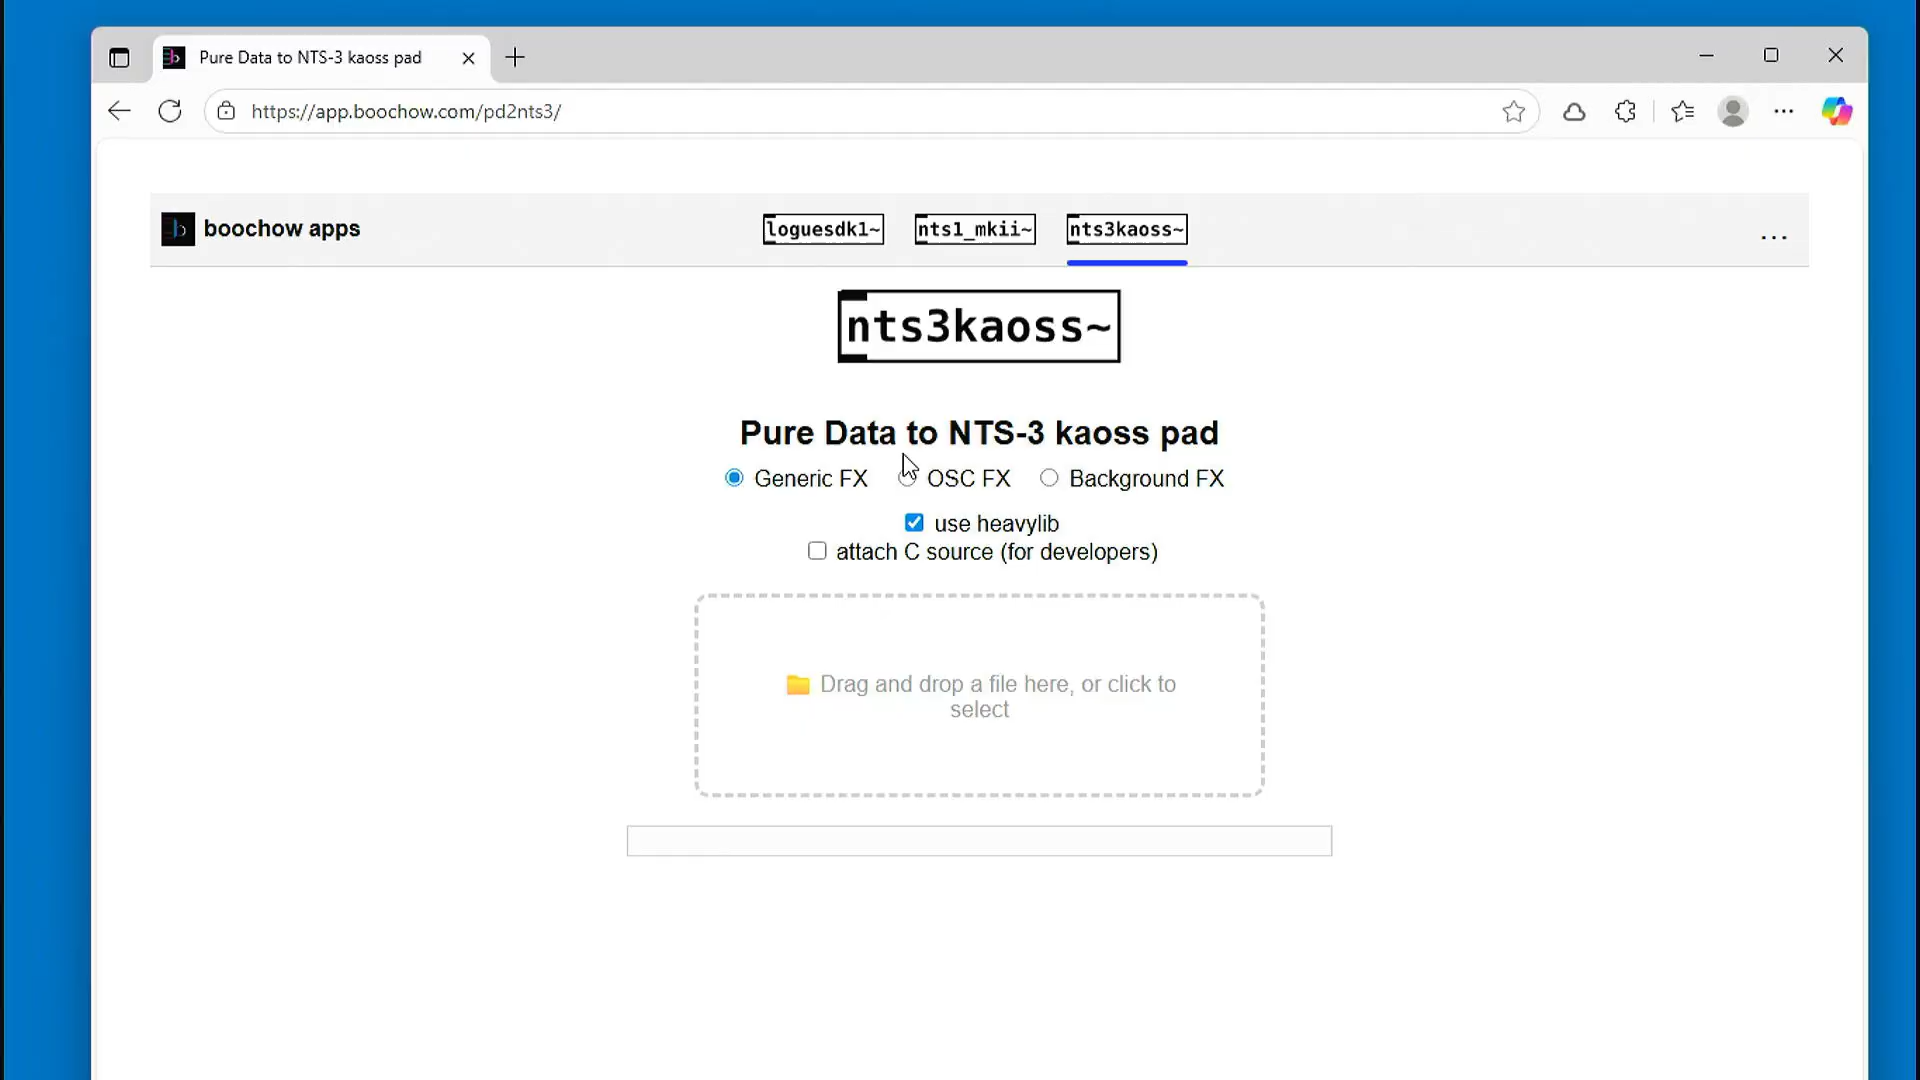 Pure Data to NTS-3 kaoss pad
https://app.boochow.com/pd2nts3/
boochow apps
loguesdk1~
nts1_mkii~
nts3kaoss~
...
nts3kaoss~
Pure Data to NTS-3 kaoss pad
Generic FX
OSC FX
Background FX
use heavylib
attach C source (for developers)
Drag and drop a file here, or click to
select